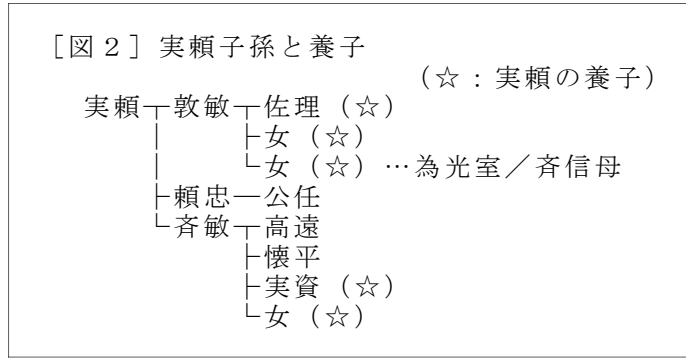 ［図２］実頼子孫と養子
（☆：実頼の養子）
実頼┬敦敏┬佐理（☆）
│　　├女（☆）
│　　└女（☆）…為光室／斉信母
├頼忠―公任
└斉敏┬高遠
├懐平
├実資（☆）
└女（☆）